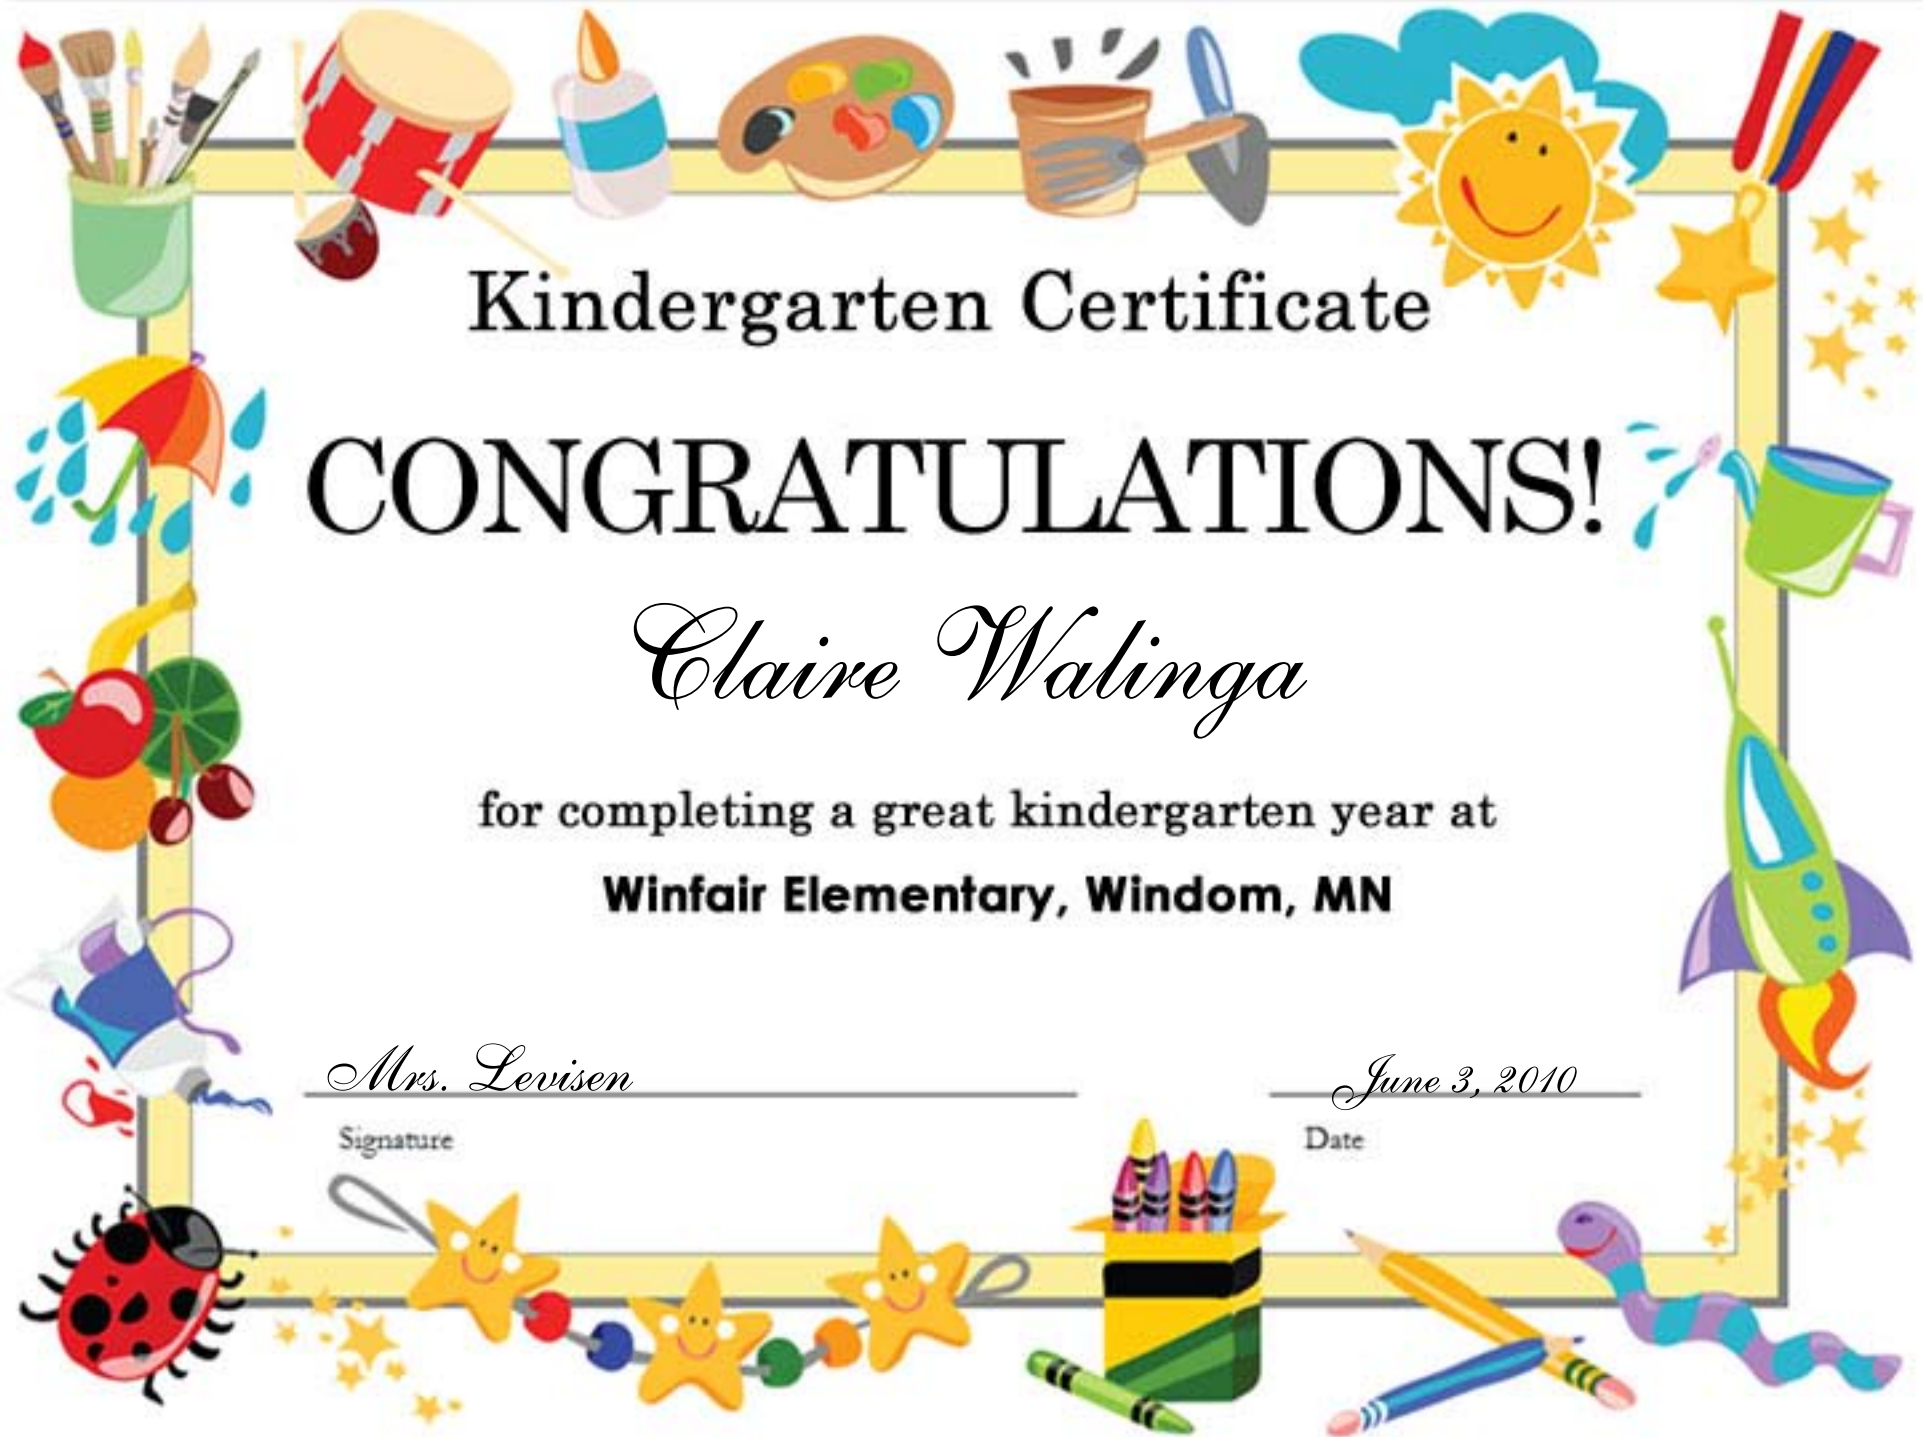 Kindergarten Certificate
CONGRATULATIONS!
Claire Walinga
for completing a great kindergarten year at
Winfair Elementary, Windom, MN
Mrs. Levisen
June 3, 2010
Signature
Date